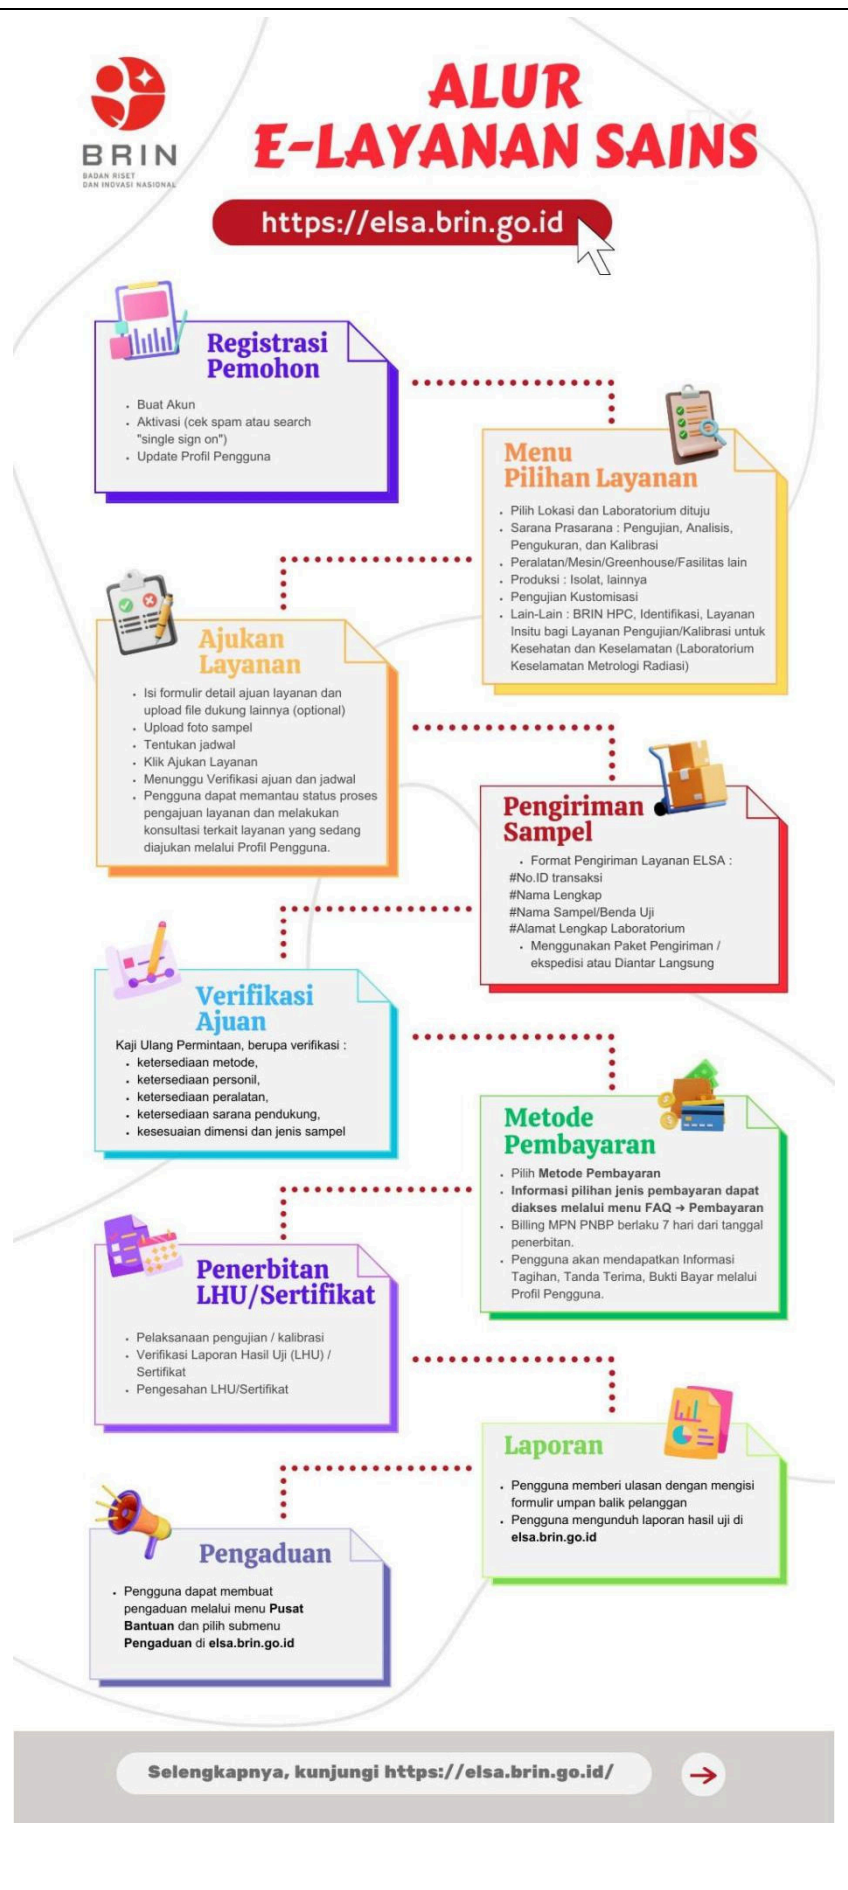 BRIN
BADAN RISET
DAN INOVASI NASIONAL
ALUR
E-LAYANAN SAINS
https://elsa.brin.go.id
Registrasi
Pemohon
• Buat Akun
• Aktivasi (cek spam atau search
"single sign on")
• Update Profil Pengguna
Menu
Pilihan Layanan
• Pilih Lokasi dan Laboratorium dituju
• Sarana Prasarana : Pengujian, Analisis,
Pengukuran, dan Kalibrasi
• Peralatan/Mesin/Greenhouse/Fasilitas lain
• Produksi : Isolat, lainnya
• Pengujian Kustomisasi
• Lain-Lain : BRIN HPC, Identifikasi, Layanan
Insitu bagi Layanan Pengujian/Kalibrasi untuk
Kesehatan dan Keselamatan (Laboratorium
Keselamatan Metrologi Radiasi)
Ajukan
Layanan
• Isi formulir detail ajuan layanan dan
upload file dukung lainnya (optional)
• Upload foto sampel
• Tentukan jadwal
• Klik Ajukan Layanan
• Menunggu Verifikasi ajuan dan jadwal
• Pengguna dapat memantau status proses
pengajuan layanan dan melakukan
konsultasi terkait layanan yang sedang
diajukan melalui Profil Pengguna.
Pengiriman
Sampel
• Format Pengiriman Layanan ELSA :
#No.ID transaksi
#Nama Lengkap
#Nama Sampel/Benda Uji
#Alamat Lengkap Laboratorium
• Menggunakan Paket Pengiriman /
ekspedisi atau Diantar Langsung
Verifikasi
Ajuan
Kaji Ulang Permintaan, berupa verifikasi :
• ketersediaan metode,
• ketersediaan personil,
• ketersediaan peralatan,
• ketersediaan sarana pendukung,
• kesesuaian dimensi dan jenis sampel
Metode
Pembayaran
• Pilih Metode Pembayaran
• Informasi pilihan jenis pembayaran dapat
diakses melalui menu FAQ → Pembayaran
• Billing MPN PNBP berlaku 7 hari dari tanggal
penerbitan.
• Pengguna akan mendapatkan Informasi
Tagihan, Tanda Terima, Bukti Bayar melalui
Profil Pengguna.
Penerbitan
LHU/Sertifikat
• Pelaksanaan pengujian / kalibrasi
• Verifikasi Laporan Hasil Uji (LHU) /
Sertifikat
• Pengesahan LHU/Sertifikat
Laporan
• Pengguna memberi ulasan dengan mengisi
formulir umpan balik pelanggan
• Pengguna mengunduh laporan hasil uji di
elsa.brin.go.id
Pengaduan
• Pengguna dapat membuat
pengaduan melalui menu Pusat
Bantuan dan pilih submenu
Pengaduan di elsa.brin.go.id
Selengkapnya, kunjungi https://elsa.brin.go.id/